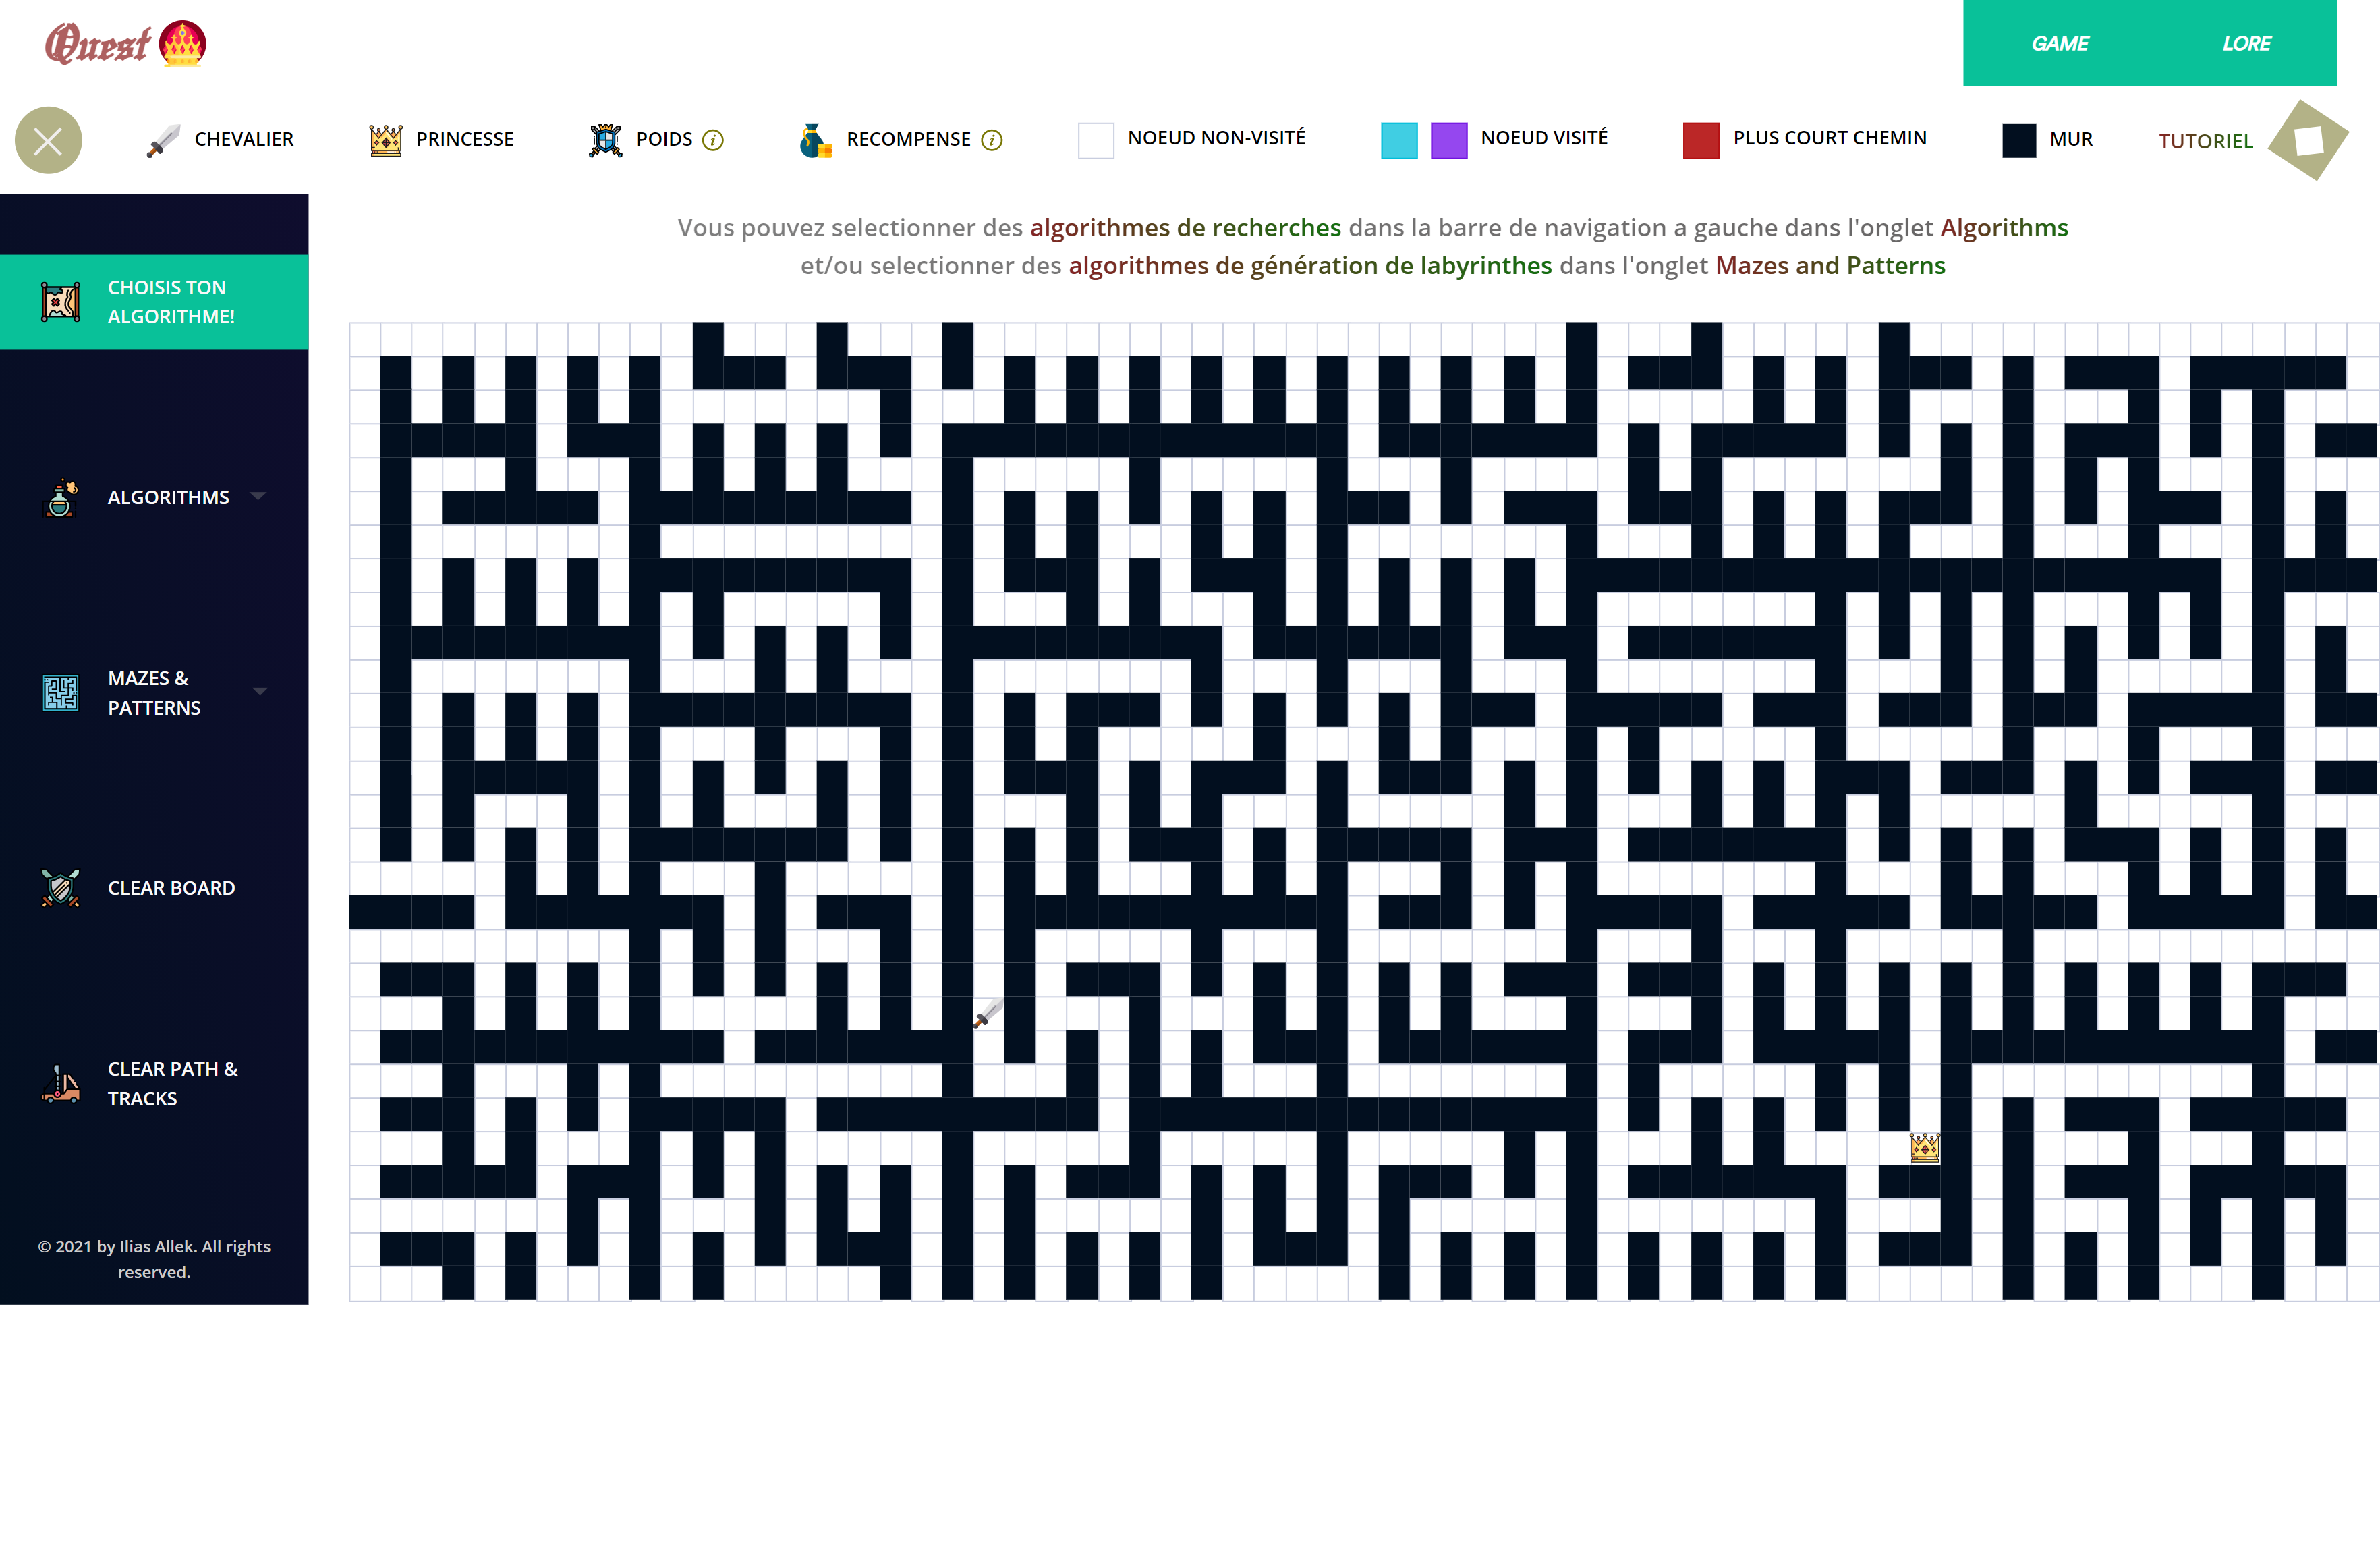 Quest
GAME
LORE
CHEVALIER
PRINCESSE
POIDS i
RECOMPENSE i
NOEUD NON-VISITÉ
NOEUD VISITÉ
PLUS COURT CHEMIN
MUR
TUTORIEL
Vous pouvez selectionner des algorithmes de recherches dans la barre de navigation a gauche dans l'onglet Algorithms
et/ou selectionner des algorithmes de génération de labyrinthes dans l'onglet Mazes and Patterns
CHOISIS TON
ALGORITHME!
ALGORITHMS
MAZES &
PATTERNS
CLEAR BOARD
CLEAR PATH &
TRACKS
© 2021 by Ilias Allek. All rights
reserved.